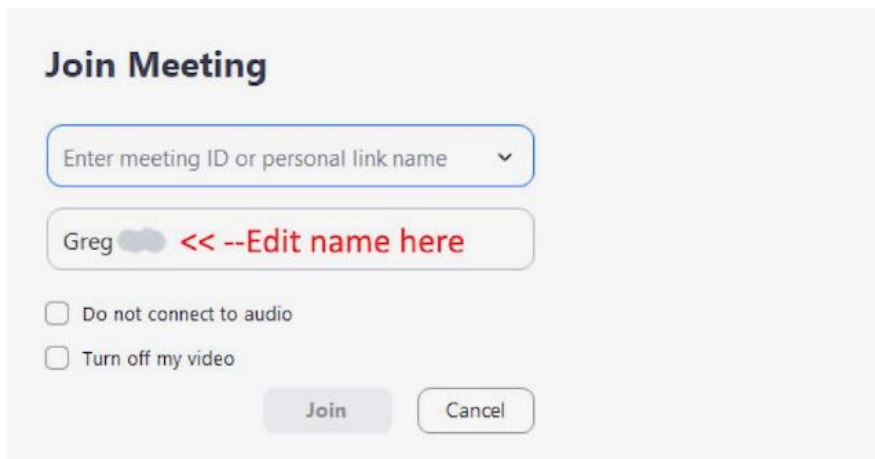 Join Meeting
Enter meeting ID or personal link name
Greg << --Edit name here
Do not connect to audio
Turn off my video
Join Cancel